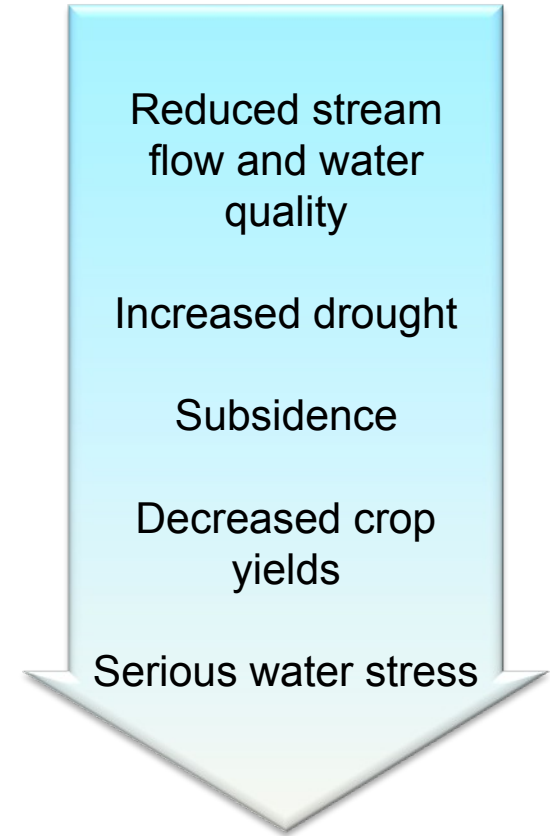 Reduced stream
flow and water
quality
Increased drought
Subsidence
Decreased crop
yields
Serious water stress